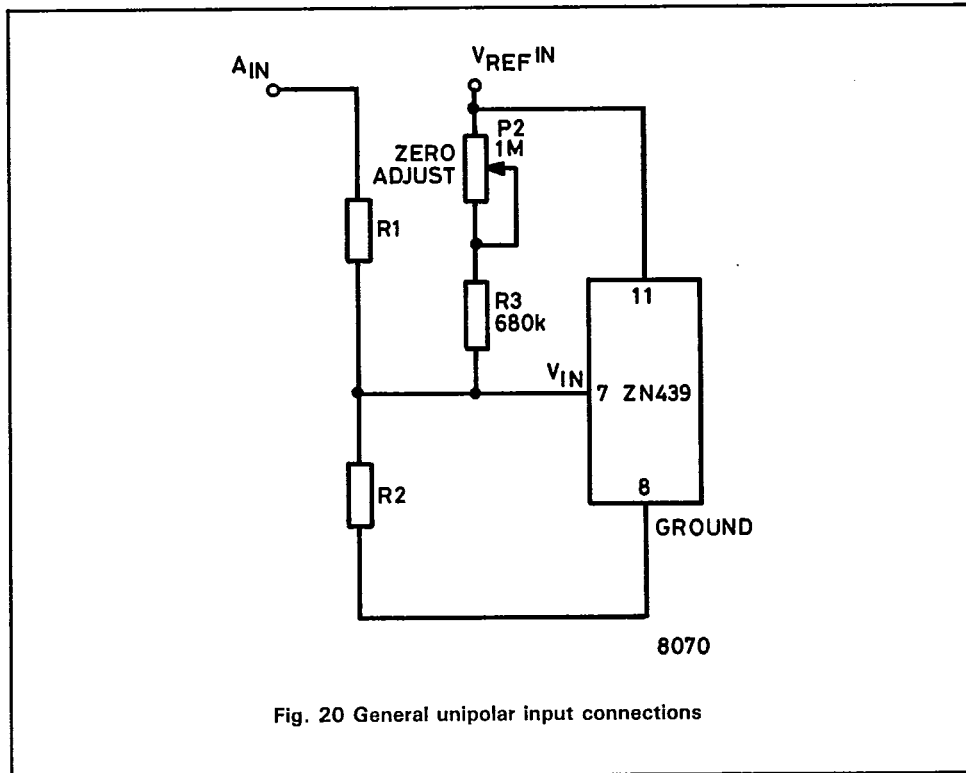 A_IN
V_REF IN
P2
1M
ZERO
ADJUST
R1
R3
680k
11
V_IN
7 ZN439
R2
8
GROUND
8070
Fig. 20 General unipolar input connections